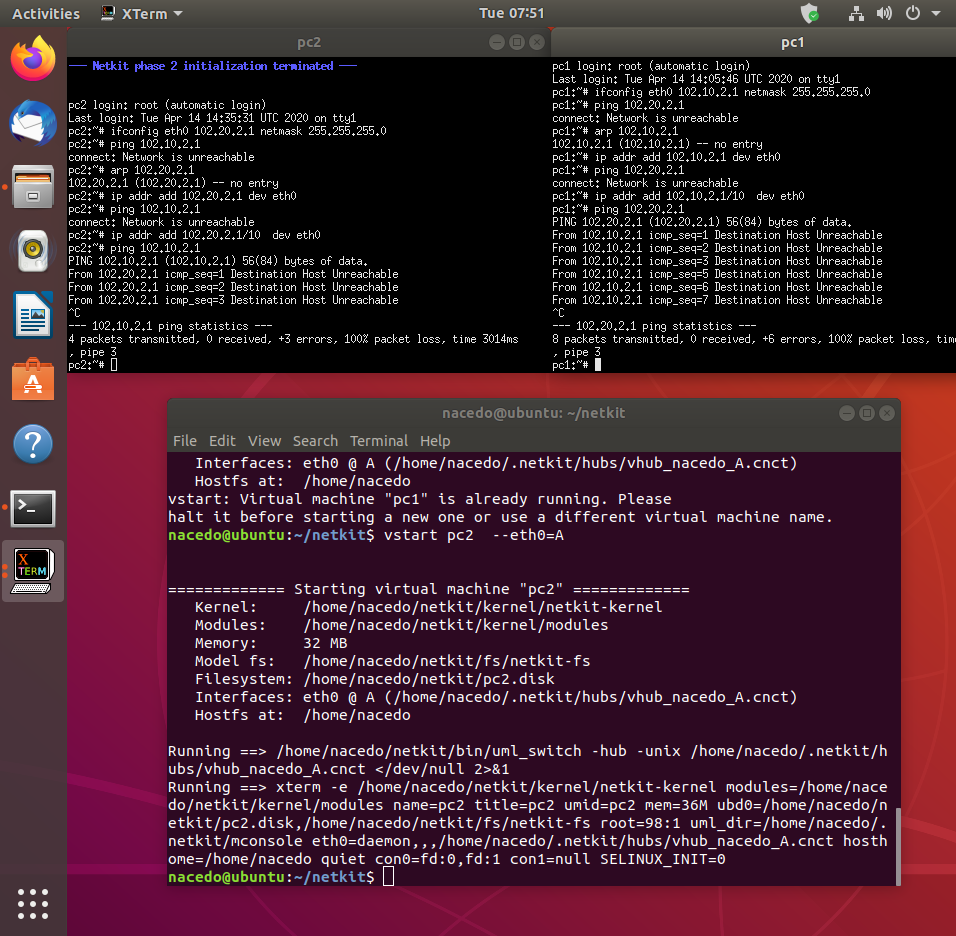 Activities XTerm Tue 07:51
pc2
— Netkit phase 2 initialization terminated —
pc2 login: root (automatic login)
Last login: Tue Apr 14 14:35:31 UTC 2020 on tty1
pc2:~# ifconfig eth0 102.20.2.1 netmask 255.255.255.0
pc2:~# ping 102.10.2.1
connect: Network is unreachable
pc2:~# arp 102.20.2.1
102.20.2.1 (102.20.2.1) -- no entry
pc2:~# ip addr add 102.20.2.1 dev eth0
pc2:~# ping 102.10.2.1
connect: Network is unreachable
pc2:~# ip addr add 102.20.2.1/10  dev eth0
pc2:~# ping 102.10.2.1
PING 102.10.2.1 (102.10.2.1) 56(84) bytes of data.
From 102.20.2.1 icmp_seq=1 Destination Host Unreachable
From 102.20.2.1 icmp_seq=2 Destination Host Unreachable
From 102.20.2.1 icmp_seq=3 Destination Host Unreachable
^C
--- 102.10.2.1 ping statistics ---
4 packets transmitted, 0 received, +3 errors, 100% packet loss, time 3014ms
, pipe 3
pc2:~#
pc1
pc1 login: root (automatic login)
Last login: Tue Apr 14 14:05:46 UTC 2020 on tty1
pc1:~# ifconfig eth0 102.10.2.1 netmask 255.255.255.0
pc1:~# ping 102.20.2.1
connect: Network is unreachable
pc1:~# arp 102.10.2.1
102.10.2.1 (102.10.2.1) -- no entry
pc1:~# ip addr add 102.10.2.1 dev eth0
pc1:~# ping 102.20.2.1
connect: Network is unreachable
pc1:~# ip addr add 102.10.2.1/10  dev eth0
pc1:~# ping 102.20.2.1
PING 102.20.2.1 (102.20.2.1) 56(84) bytes of data.
From 102.10.2.1 icmp_seq=1 Destination Host Unreachable
From 102.10.2.1 icmp_seq=2 Destination Host Unreachable
From 102.10.2.1 icmp_seq=3 Destination Host Unreachable
From 102.10.2.1 icmp_seq=5 Destination Host Unreachable
From 102.10.2.1 icmp_seq=6 Destination Host Unreachable
From 102.10.2.1 icmp_seq=7 Destination Host Unreachable
^C
--- 102.20.2.1 ping statistics ---
8 packets transmitted, 0 received, +6 errors, 100% packet loss, tim
, pipe 3
pc1:~#
X
TERM
nacedo@ubuntu: ~/netkit
File Edit View Search Terminal Help
Interfaces: eth0 @ A (/home/nacedo/.netkit/hubs/vhub_nacedo_A.cnct)
Hostfs at:  /home/nacedo
vstart: Virtual machine "pc1" is already running. Please
halt it before starting a new one or use a different virtual machine name.
nacedo@ubuntu:~/netkit$ vstart pc2  --eth0=A
============= Starting virtual machine "pc2" =============
Kernel:     /home/nacedo/netkit/kernel/netkit-kernel
Modules:    /home/nacedo/netkit/kernel/modules
Memory:     32 MB
Model fs:   /home/nacedo/netkit/fs/netkit-fs
Filesystem: /home/nacedo/netkit/pc2.disk
Interfaces: eth0 @ A (/home/nacedo/.netkit/hubs/vhub_nacedo_A.cnct)
Hostfs at:  /home/nacedo
Running ==> /home/nacedo/netkit/bin/uml_switch -hub -unix /home/nacedo/.netkit/h
ubs/vhub_nacedo_A.cnct </dev/null 2>&1
Running ==> xterm -e /home/nacedo/netkit/kernel/netkit-kernel modules=/home/nace
do/netkit/kernel/modules name=pc2 title=pc2 umid=pc2 mem=36M ubd0=/home/nacedo/n
etkit/pc2.disk,/home/nacedo/netkit/fs/netkit-fs root=98:1 uml_dir=/home/nacedo/.
netkit/mconsole eth0=daemon,,,/home/nacedo/.netkit/hubs/vhub_nacedo_A.cnct hosth
ome=/home/nacedo quiet con0=fd:0,fd:1 con1=null SELINUX_INIT=0
nacedo@ubuntu:~/netkit$